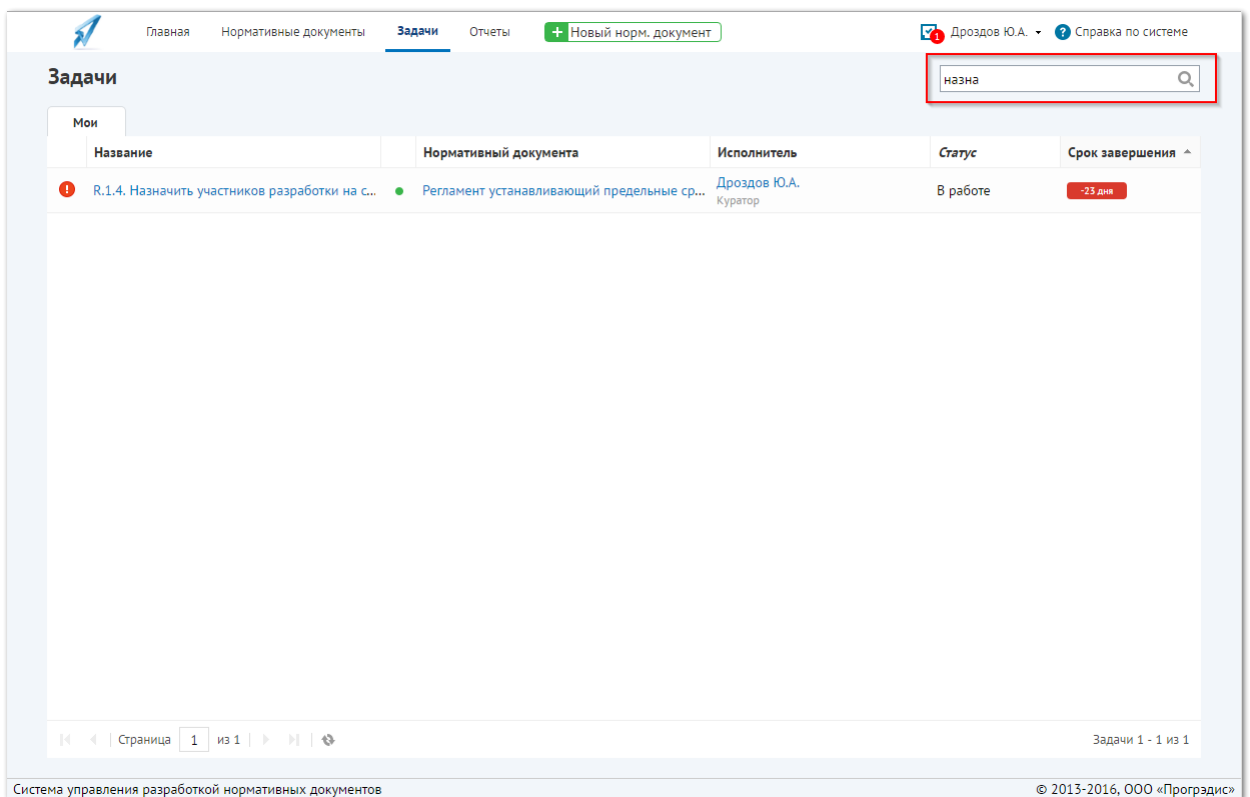 Главная Нормативные документы Задачи Отчеты + Новый норм. документ 1 Дроздов Ю.А. ? Справка по системе
Задачи назна
Мои
Название Нормативный документа Исполнитель Статус Срок завершения
! R.1.4. Назначить участников разработки на с... Регламент устанавливающий предельные ср... Дроздов Ю.А. В работе -23 дня
Куратор
Страница 1 из 1 Задачи 1 - 1 из 1
Система управления разработкой нормативных документов © 2013-2016, ООО «Прогрэдис»